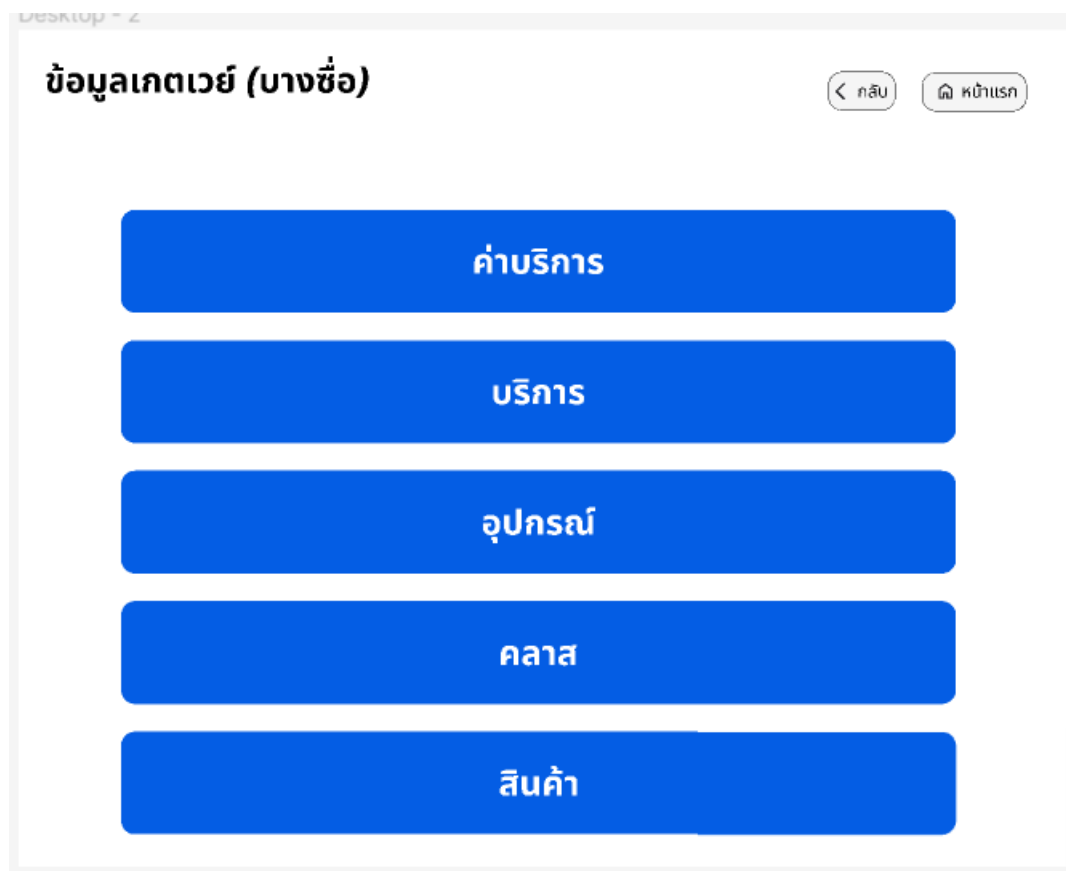 Desktop - 2
ข้อมูลเกตเวย์ (บางซื่อ)
กลับ
หน้าแรก
ค่าบริการ
บริการ
อุปกรณ์
คลาส
สินค้า